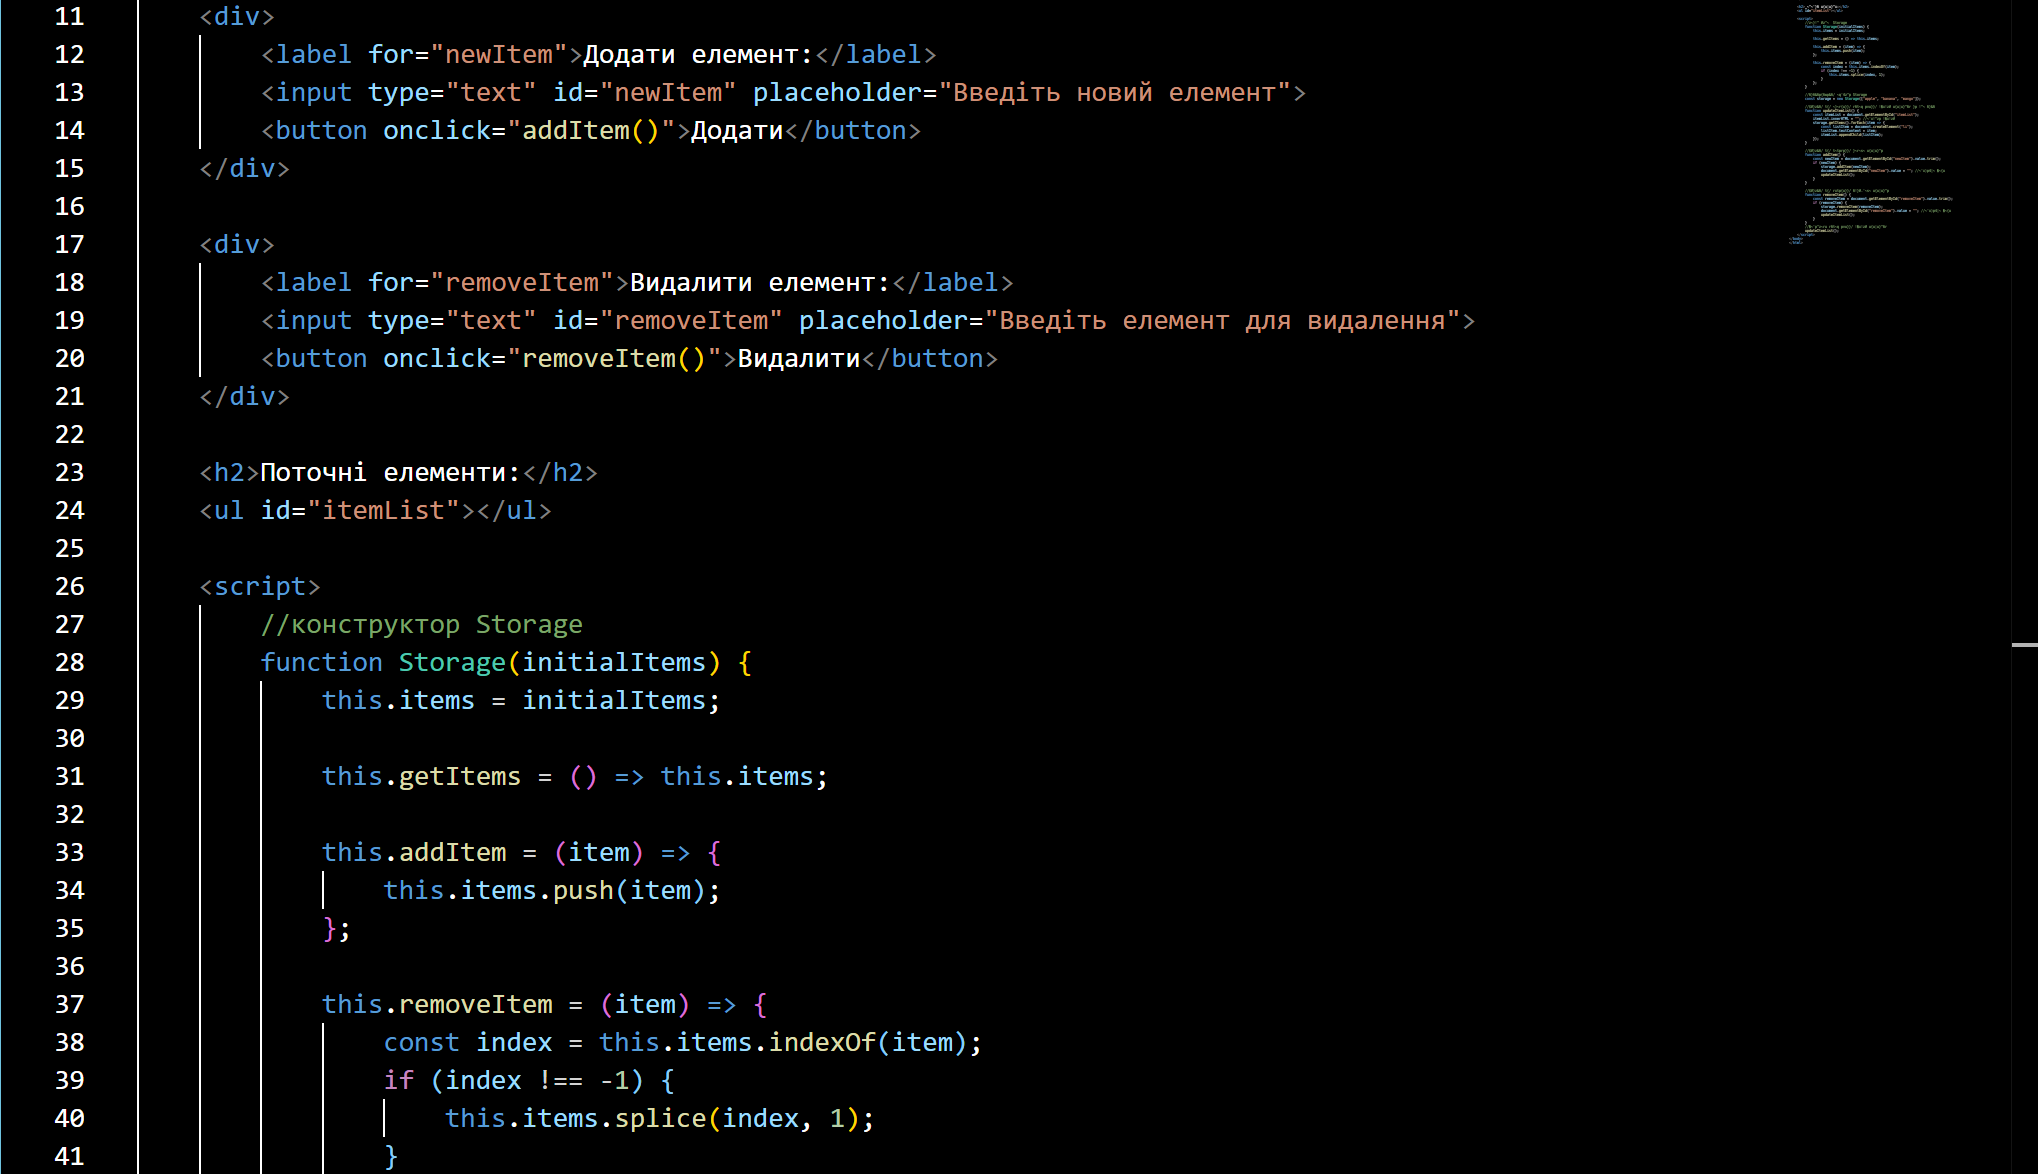 11 <div>
12 <label for="newItem">Додати елемент:</label>
13 <input type="text" id="newItem" placeholder="Введіть новий елемент">
14 <button onclick="addItem()">Додати</button>
15 </div>
16
17 <div>
18 <label for="removeItem">Видалити елемент:</label>
19 <input type="text" id="removeItem" placeholder="Введіть елемент для видалення">
20 <button onclick="removeItem()">Видалити</button>
21 </div>
22
23 <h2>Поточні елементи:</h2>
24 <ul id="itemList"></ul>
25
26 <script>
27 //конструктор Storage
28 function Storage(initialItems) {
29 this.items = initialItems;
30
31 this.getItems = () => this.items;
32
33 this.addItem = (item) => {
34 this.items.push(item);
35 };
36
37 this.removeItem = (item) => {
38 const index = this.items.indexOf(item);
39 if (index !== -1) {
40 this.items.splice(index, 1);
41 }